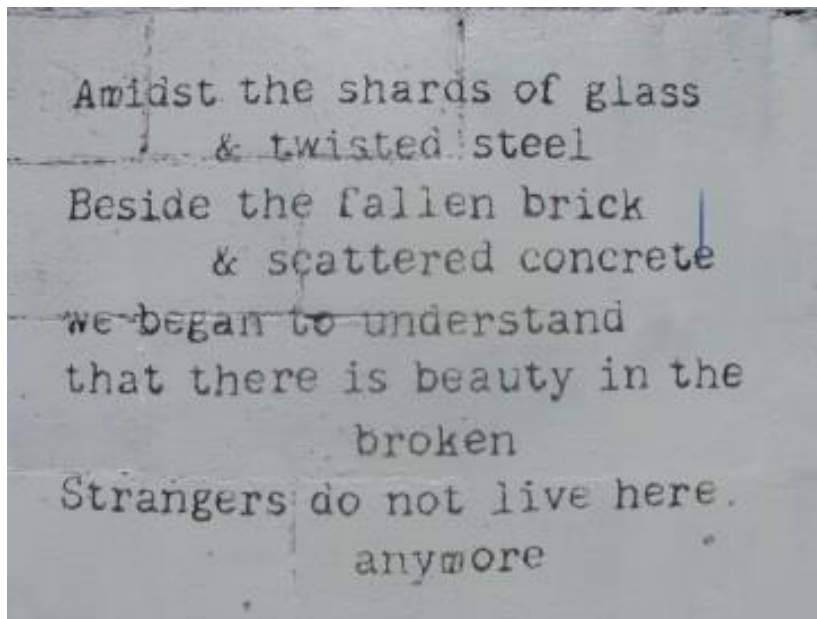 Amidst the shards of glass
& twisted steel
Beside the fallen brick
& scattered concrete
we began to understand
that there is beauty in the
broken
Strangers do not live here.
anymore